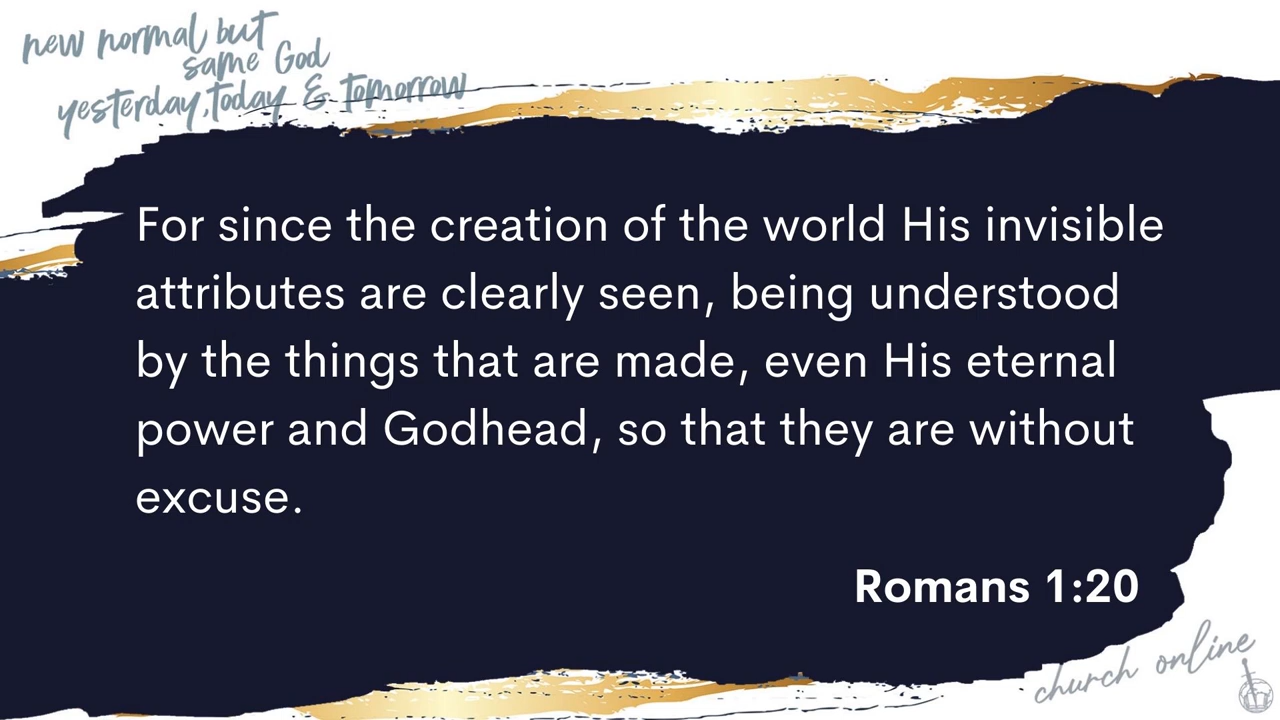 new normal but
same God
yesterday, today & tomorrow
For since the creation of the world His invisible
attributes are clearly seen, being understood
by the things that are made, even His eternal
power and Godhead, so that they are without
excuse.
Romans 1:20
church online